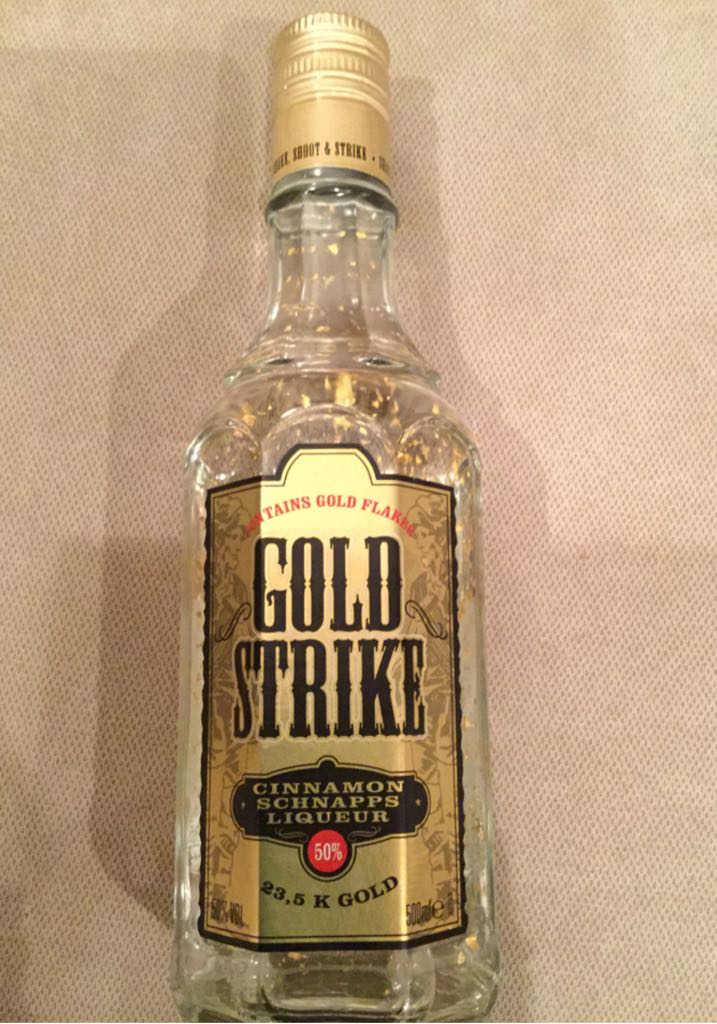 SHOOT & STRIKE •
CONTAINS GOLD FLAKES
GOLD
STRIKE
CINNAMON
SCHNAPPS
LIQUEUR
50%
23,5 K GOLD
50% VOL
500ml e